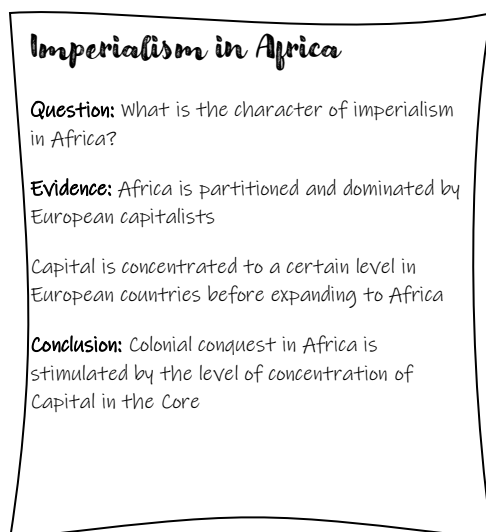 Imperialism in Africa
Question: What is the character of imperialism
in Africa?
Evidence: Africa is partitioned and dominated by
European capitalists
Capital is concentrated to a certain level in
European countries before expanding to Africa
Conclusion: Colonial conquest in Africa is
stimulated by the level of concentration of
Capital in the Core